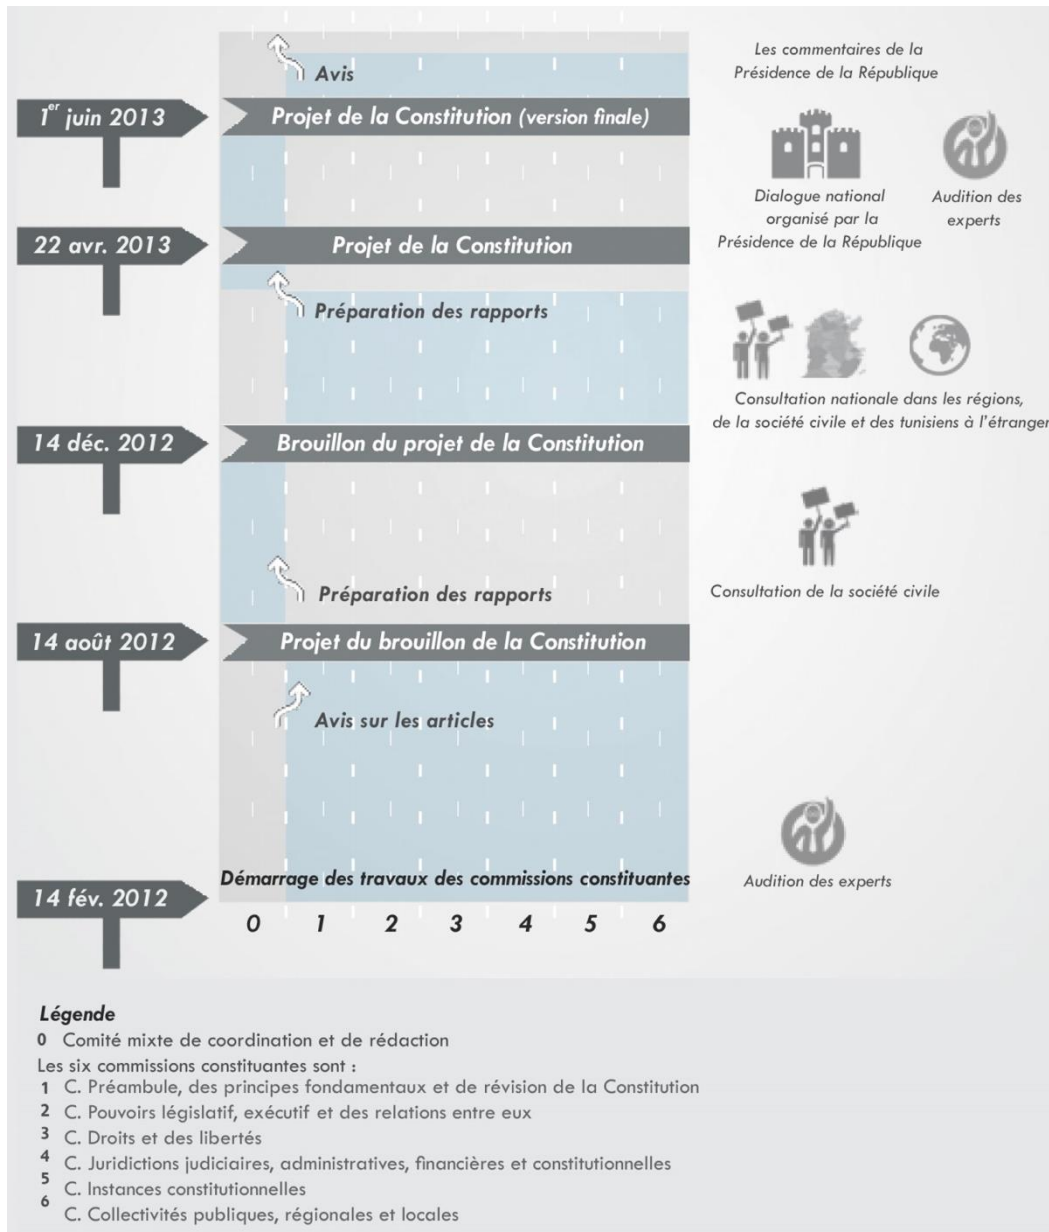 Avis
Les commentaires de la
Présidence de la République
1er juin 2013
Projet de la Constitution (version finale)
Dialogue national
organisé par la
Présidence de la République
Audition des
experts
22 avr. 2013
Projet de la Constitution
Préparation des rapports
Consultation nationale dans les régions,
de la société civile et des tunisiens à l'étranger
14 déc. 2012
Brouillon du projet de la Constitution
Préparation des rapports
Consultation de la société civile
14 août 2012
Projet du brouillon de la Constitution
Avis sur les articles
Audition des experts
14 fév. 2012
Démarrage des travaux des commissions constituantes
0 1 2 3 4 5 6
Légende
0 Comité mixte de coordination et de rédaction
Les six commissions constituantes sont :
1 C. Préambule, des principes fondamentaux et de révision de la Constitution
2 C. Pouvoirs législatif, exécutif et des relations entre eux
3 C. Droits et des libertés
4 C. Juridictions judiciaires, administratives, financières et constitutionnelles
5 C. Instances constitutionnelles
6 C. Collectivités publiques, régionales et locales